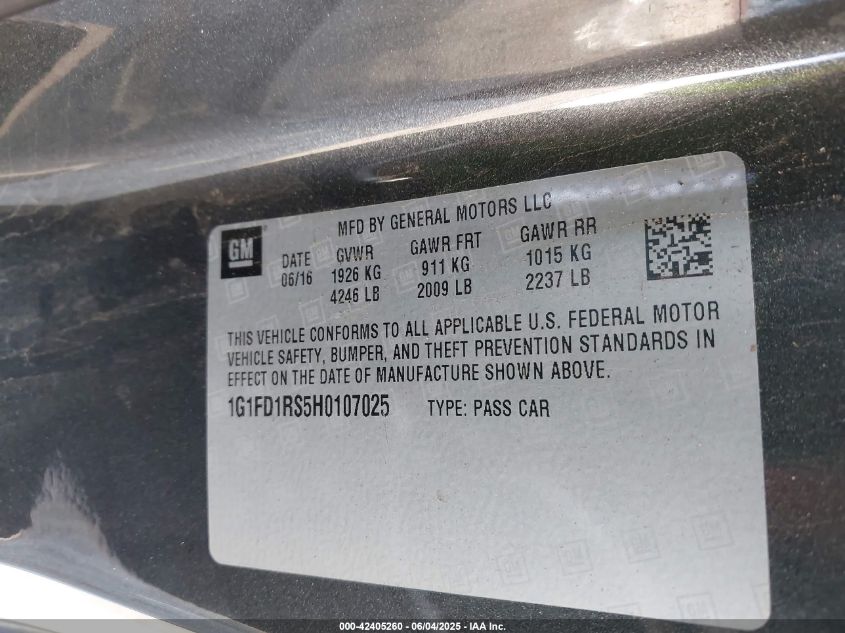 MFD BY GENERAL MOTORS LLC
GM
DATE GVWR GAWR FRT GAWR RR
06/16 1926 KG 911 KG 1015 KG
4246 LB 2009 LB 2237 LB
THIS VEHICLE CONFORMS TO ALL APPLICABLE U.S. FEDERAL MOTOR
VEHICLE SAFETY, BUMPER, AND THEFT PREVENTION STANDARDS IN
EFFECT ON THE DATE OF MANUFACTURE SHOWN ABOVE.
1G1FD1RS5H0107025 TYPE: PASS CAR
000-42405260 - 06/04/2025 - IAA Inc.